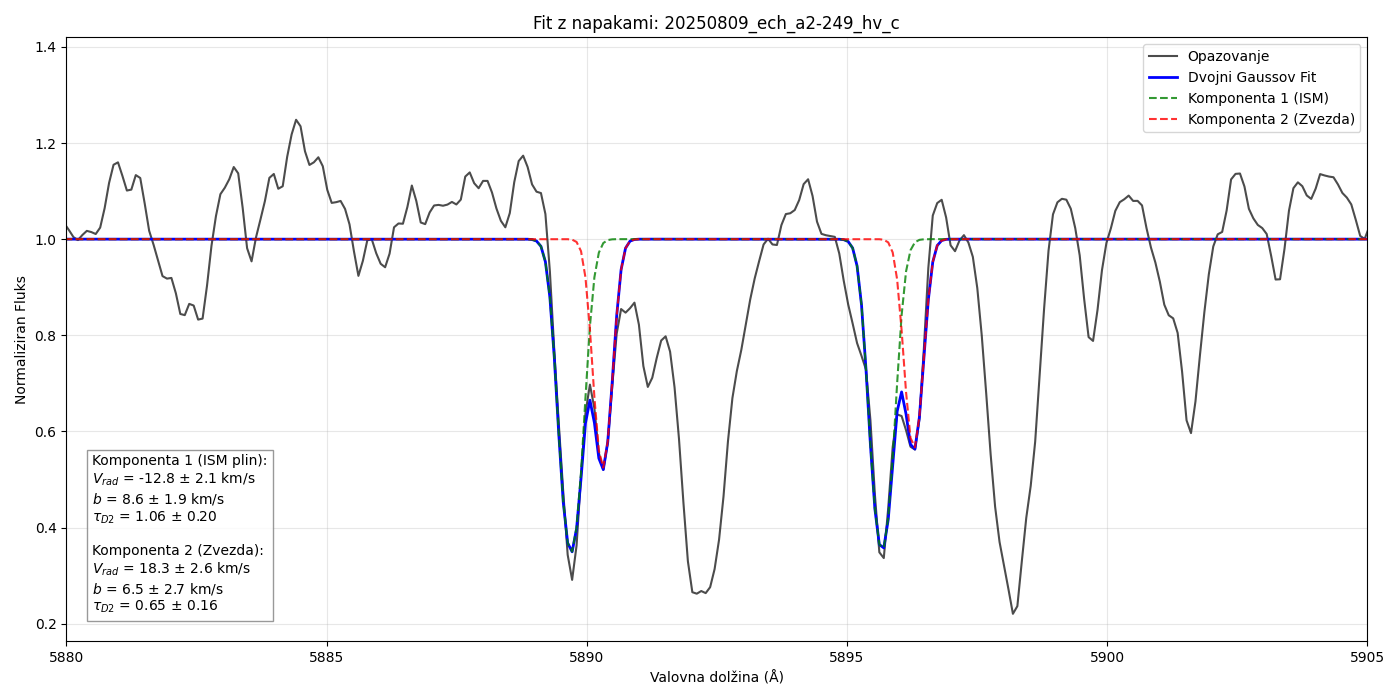 Fit z napakami: 20250809_ech_a2-249_hv_c
Normaliziran Fluks
1.4
1.2
1.0
0.8
0.6
0.4
0.2
Opazovanje
Dvojni Gaussov Fit
Komponenta 1 (ISM)
Komponenta 2 (Zvezda)
Komponenta 1 (ISM plin):
V_rad = -12.8 ± 2.1 km/s
b = 8.6 ± 1.9 km/s
τ_D2 = 1.06 ± 0.20
Komponenta 2 (Zvezda):
V_rad = 18.3 ± 2.6 km/s
b = 6.5 ± 2.7 km/s
τ_D2 = 0.65 ± 0.16
5880 5885 5890 5895 5900 5905
Valovna dolžina (Å)